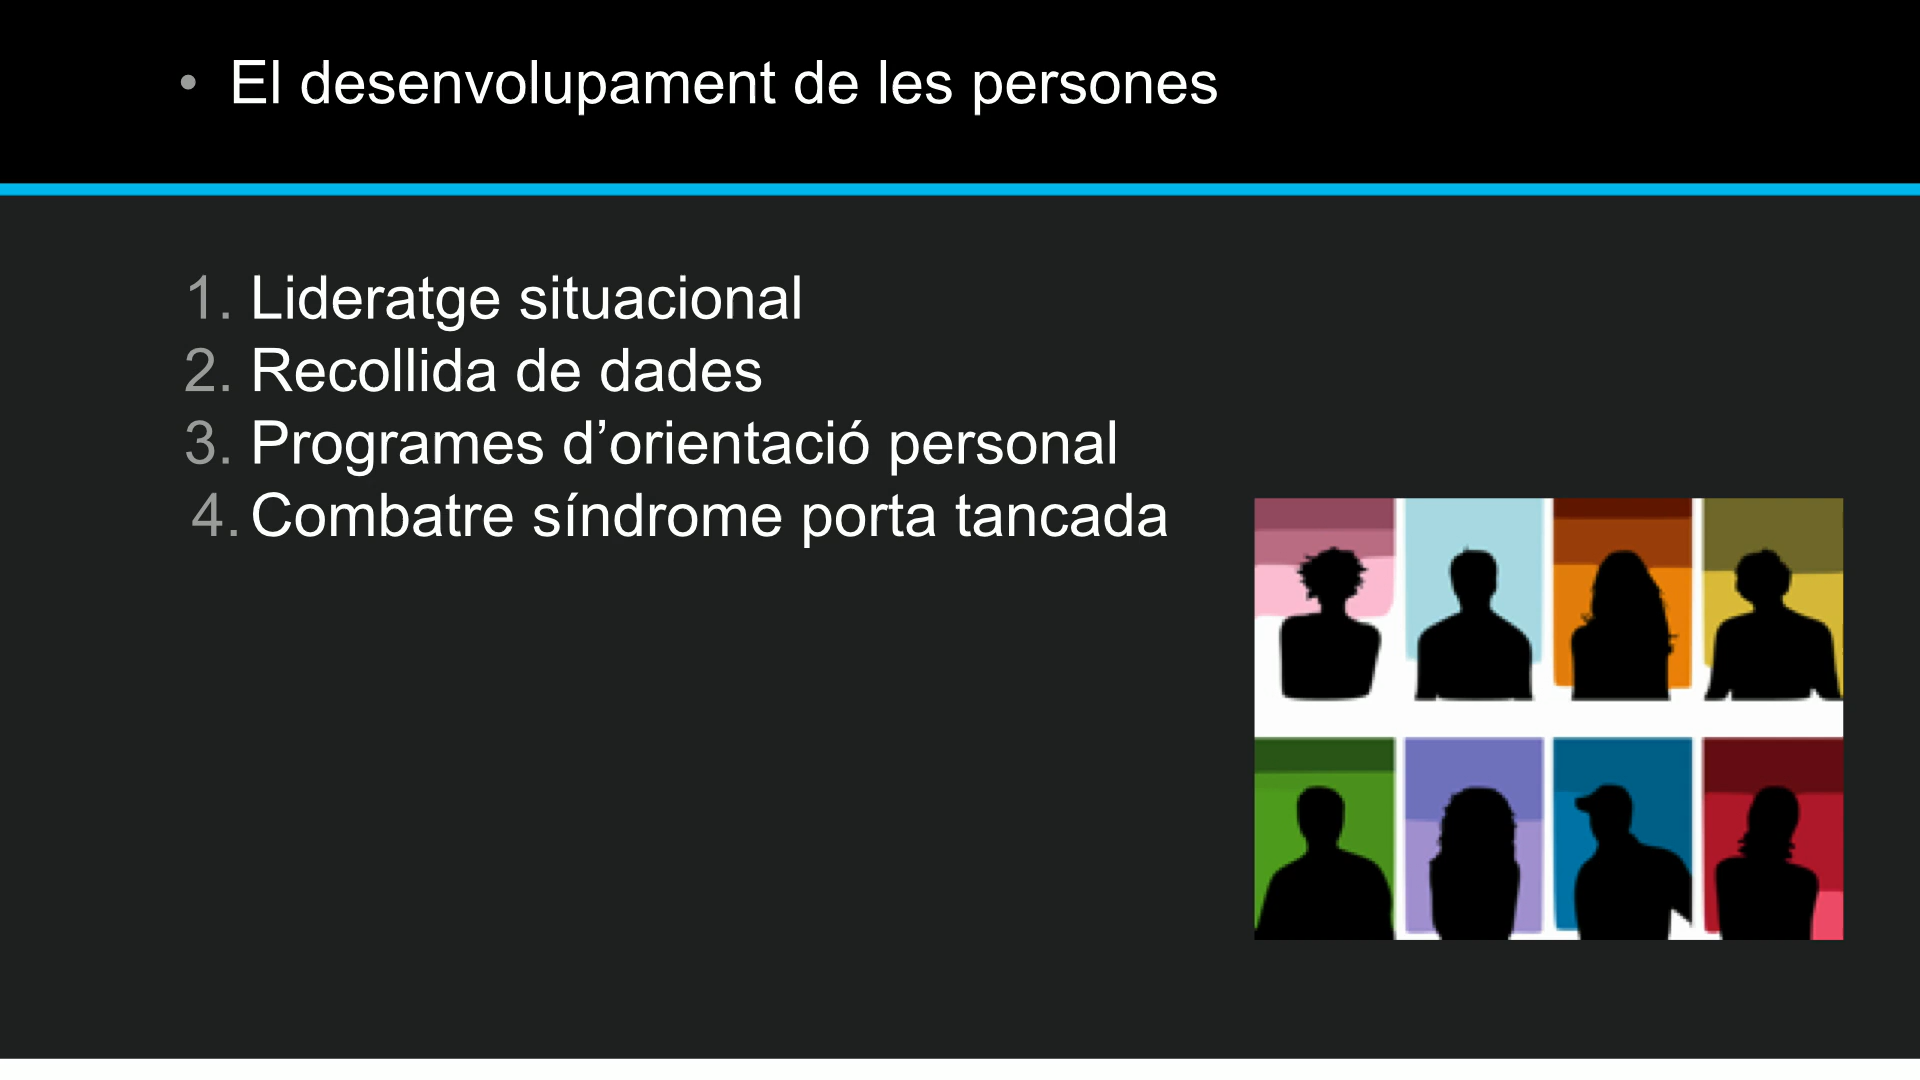 • El desenvolupament de les persones
1. Lideratge situacional
2. Recollida de dades
3. Programes d’orientació personal
4. Combatre síndrome porta tancada